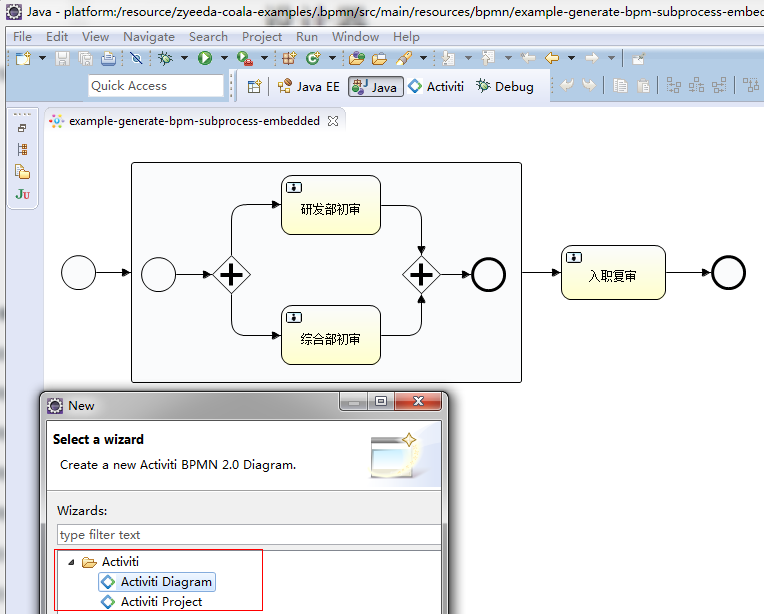 Java - platform:/resource/zyeeda-coala-examples/.bpmn/src/main/resources/bpmn/example-generate-bpm-subprocess-embed
File Edit View Navigate Search Project Run Window Help
Quick Access
Java EE Java Activiti Debug
example-generate-bpm-subprocess-embedded
JU
研发部初审
入职复审
综合部初审
New
Select a wizard
Create a new Activiti BPMN 2.0 Diagram.
Wizards:
type filter text
Activiti
Activiti Diagram
Activiti Project